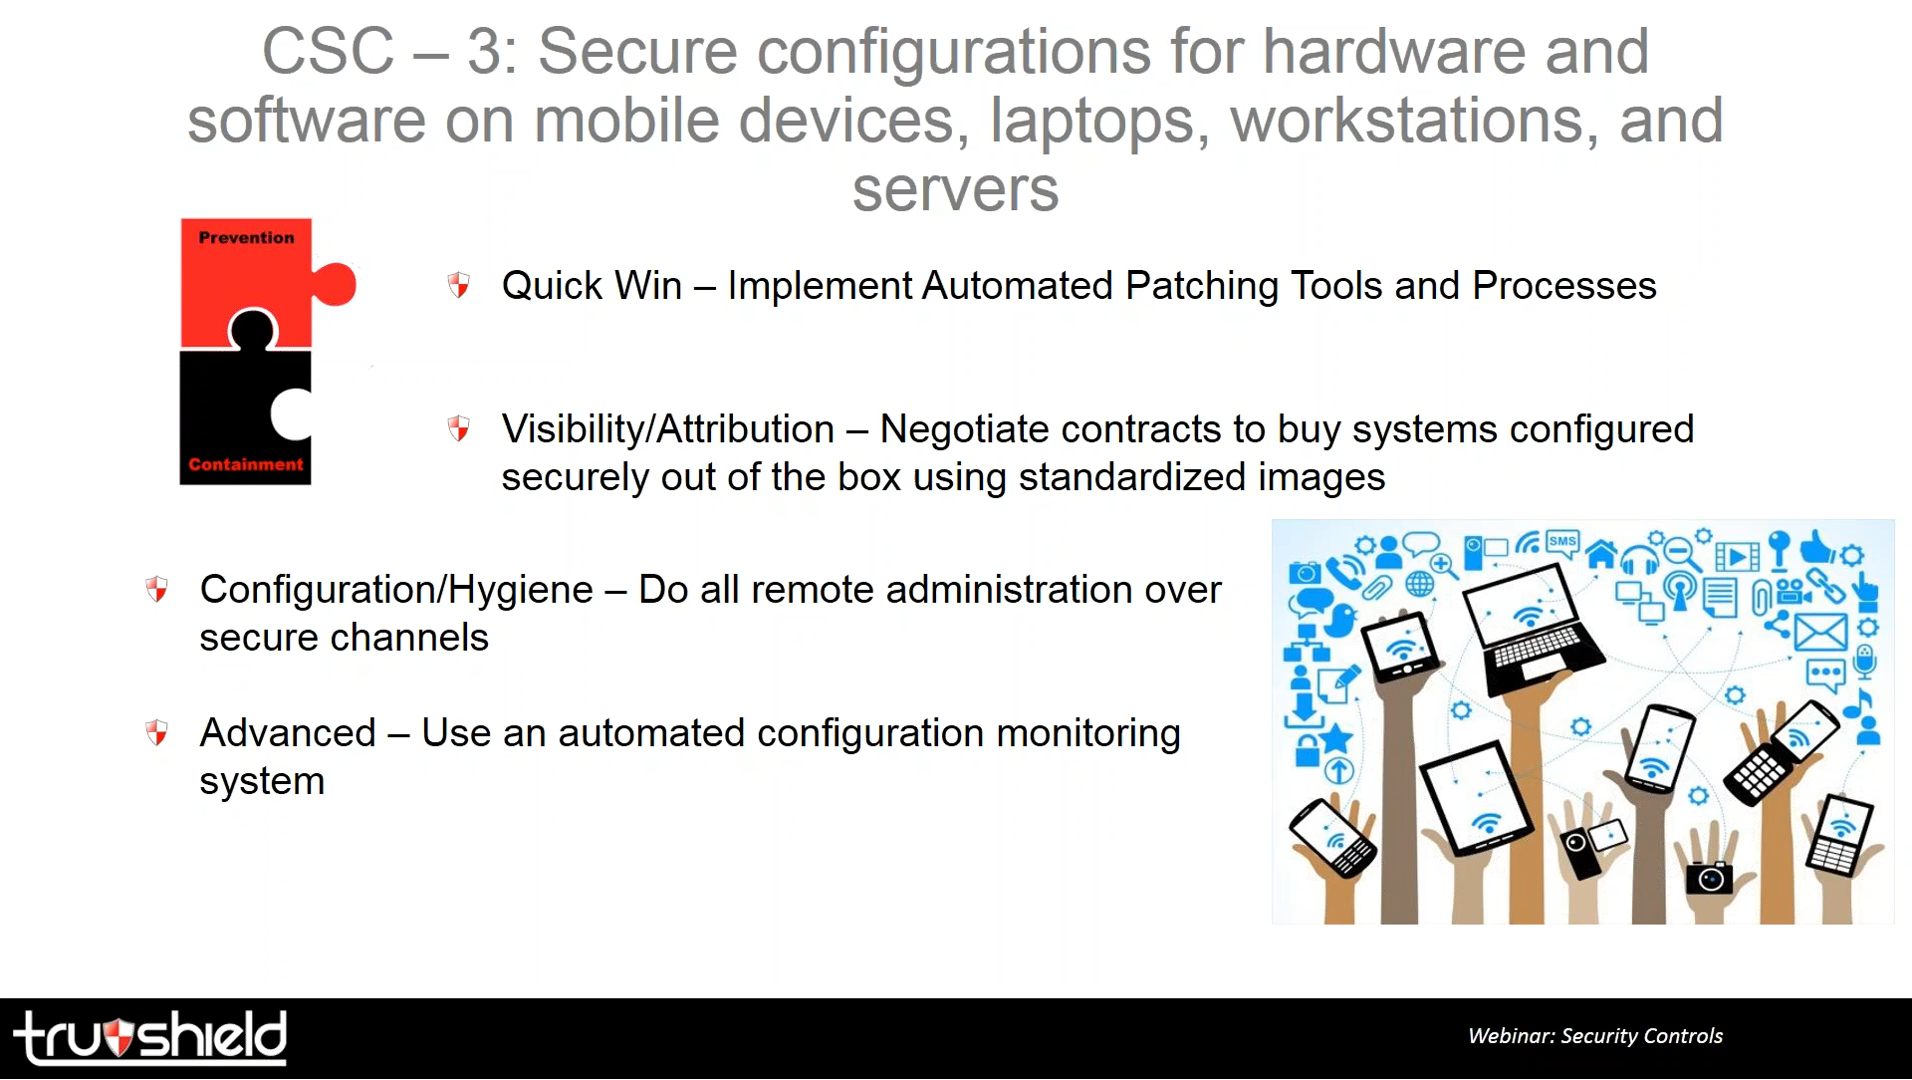 CSC – 3: Secure configurations for hardware and
software on mobile devices, laptops, workstations, and
servers
Prevention
Containment
Quick Win – Implement Automated Patching Tools and Processes
Visibility/Attribution – Negotiate contracts to buy systems configured
securely out of the box using standardized images
Configuration/Hygiene – Do all remote administration over
secure channels
Advanced – Use an automated configuration monitoring
system
SMS
trushield
Webinar: Security Controls